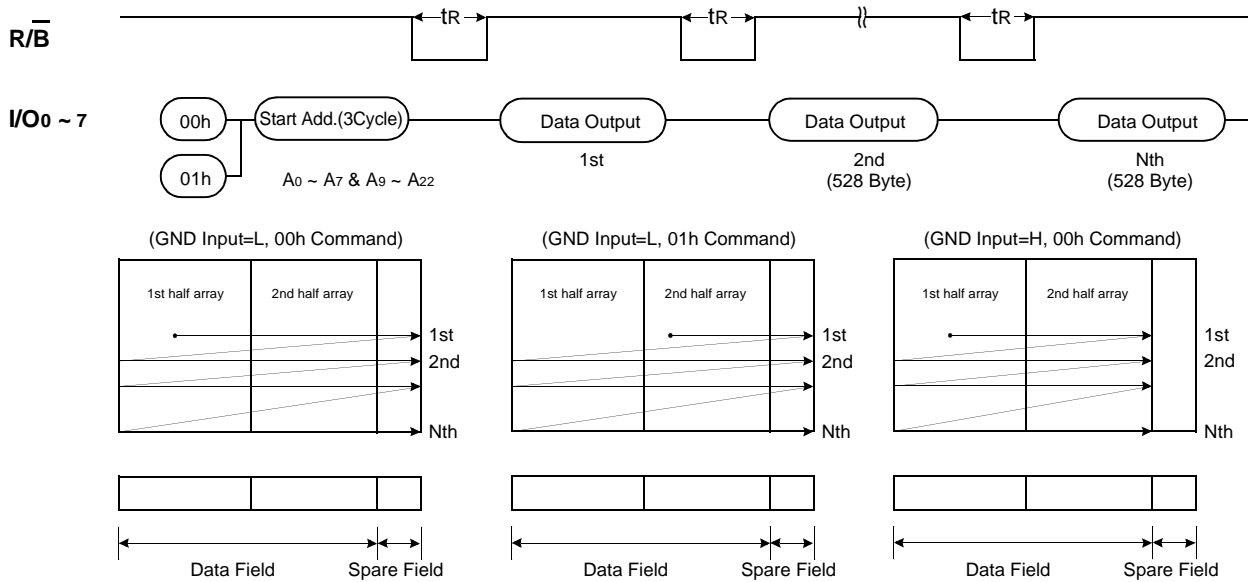 R/B tR tR tR
I/O0 ~ 7 00h Start Add.(3Cycle) Data Output Data Output Data Output
01h A0 ~ A7 & A9 ~ A22 1st 2nd Nth
(528 Byte) (528 Byte)
(GND Input=L, 00h Command) (GND Input=L, 01h Command) (GND Input=H, 00h Command)
1st half array 2nd half array 1st half array 2nd half array 1st half array 2nd half array
1st 1st 1st
2nd 2nd 2nd
Nth Nth Nth
Data Field Spare Field Data Field Spare Field Data Field Spare Field